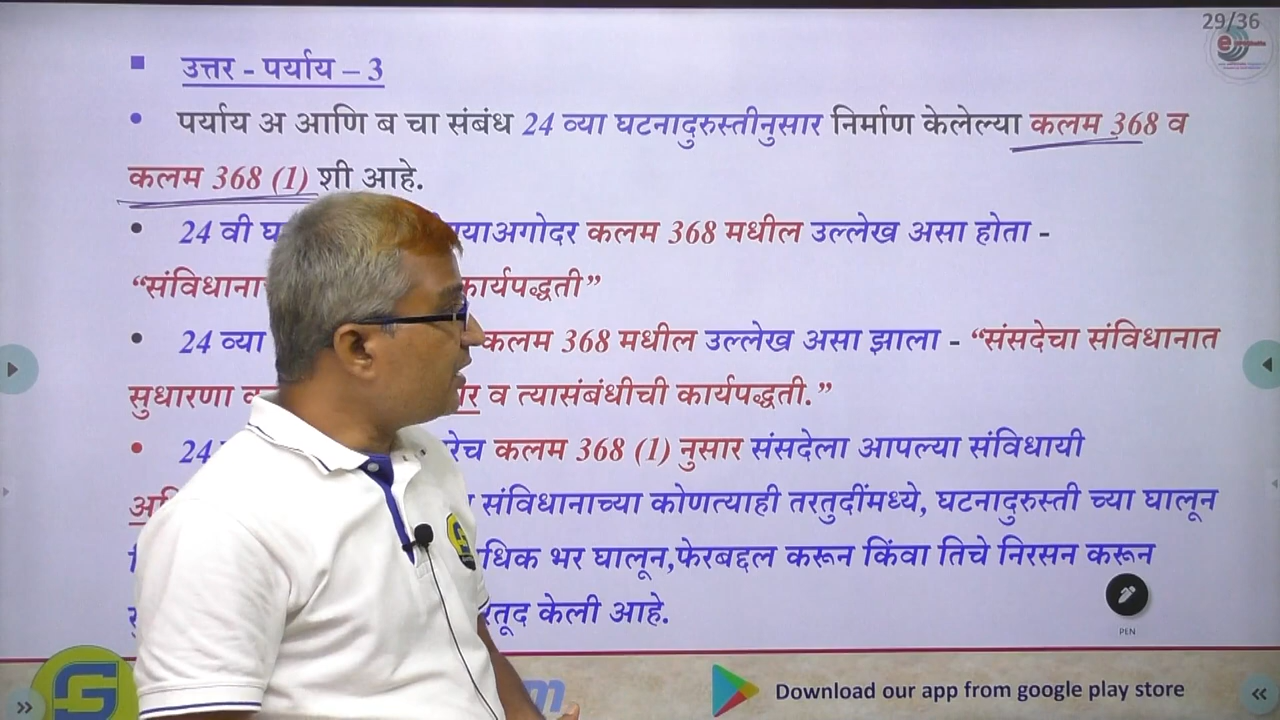 29/36
उत्तर - पर्याय – 3
पर्याय अ आणि ब चा संबंध 24 व्या घटनादुरुस्तीनुसार निर्माण केलेल्या कलम 368 व
कलम 368 (1) शी आहे.
24 वी याअगोदर कलम 368 मधील उल्लेख असा होता -
“संविधाना कार्यपद्धती”
24 व्या कलम 368 मधील उल्लेख असा झाला - “संसदेचा संविधानात
सुधारणा व त्यासंबंधीची कार्यपद्धती.”
24 कलम 368 (1) नुसार संसदेला आपल्या संविधायी
संविधानाच्या कोणत्याही तरतुदींमध्ये, घटनादुरुस्ती च्या घालून
धिक भर घालून,फेरबद्दल करून किंवा तिचे निरसन करून
रतूद केली आहे.
PEN
Download our app from google play store